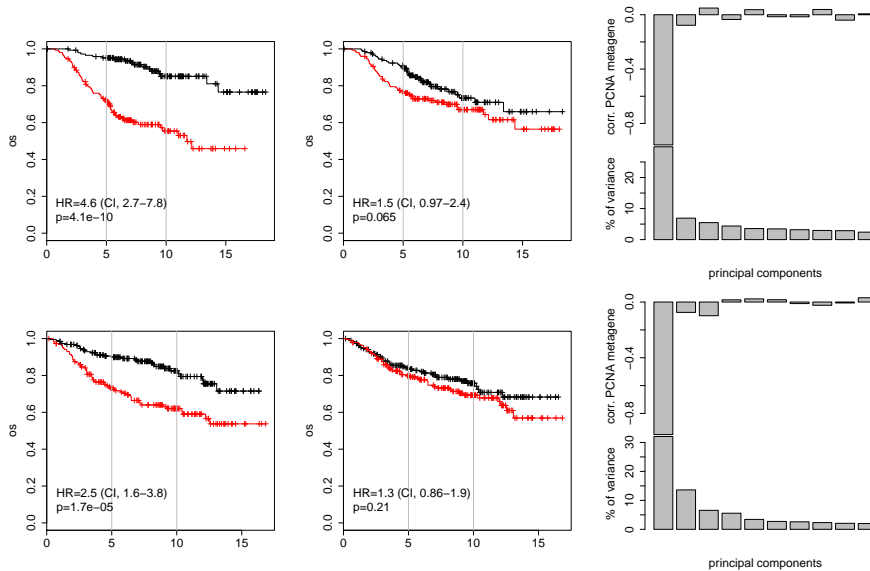 os
0.0 0.2 0.4 0.6 0.8 1.0
HR=4.6 (CI, 2.7−7.8)
p=4.1e−10
0 5 10 15
0.0 0.2 0.4 0.6 0.8 1.0
HR=1.5 (CI, 0.97−2.4)
p=0.065
0 5 10 15
corr. PCNA metagene
−0.8 −0.4 0.0
% of variance
0 10 20
principal components
os
0.0 0.2 0.4 0.6 0.8 1.0
HR=2.5 (CI, 1.6−3.8)
p=1.7e−05
0 5 10 15
os
0.0 0.2 0.4 0.6 0.8 1.0
HR=1.3 (CI, 0.86−1.9)
p=0.21
0 5 10 15
corr. PCNA metagene
−0.8 −0.4 0.0
% of variance
0 10 20 30
principal components